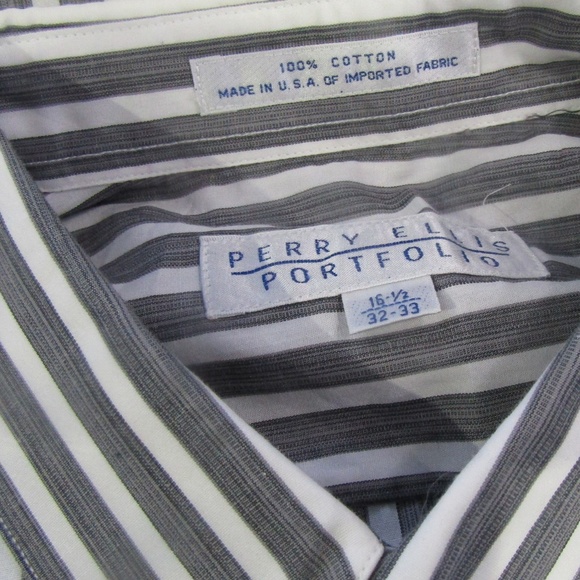 100% COTTON
MADE IN U.S.A. OF IMPORTED FABRIC
PERRY ELLIS
PORTFOLIO
16-½
32-33